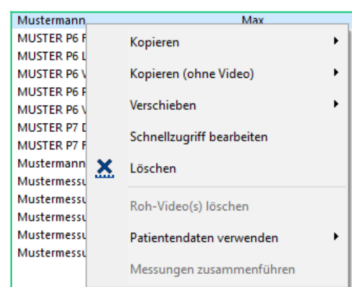 Mustermann Max
MUSTER P6 F
MUSTER P6 L
MUSTER P6 V
MUSTER P6 F
MUSTER P6 V
MUSTER P7 D
MUSTER P7 F
Mustermann
Mustermessu
Mustermessu
Mustermessu
Mustermessu
Mustermessu
Kopieren
Kopieren (ohne Video)
Verschieben
Schnellzugriff bearbeiten
Löschen
Roh-Video(s) löschen
Patientendaten verwenden
Messungen zusammenführen